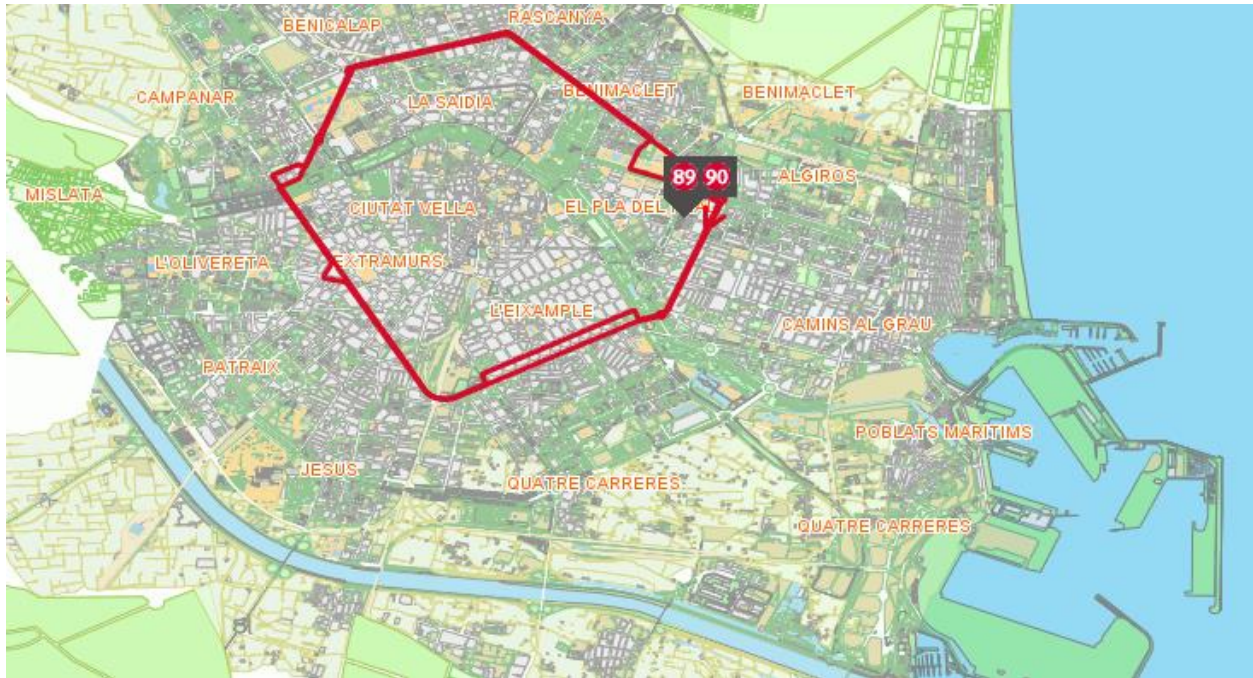 RASCANYA
BENICALAP
BENIMACLET
BENIMACLET
CAMPANAR
LA SAIDIA
89 90
ALGIROS
MISLATA
CIUTAT VELLA
EL PLA DEL
L'OLIVERETA
EXTRAMURS
L'EIXAMPLE
CAMINS AL GRAU
PATRAIX
POBLATS MARITIMS
JESUS
QUATRE CARRERES
QUATRE CARRERES